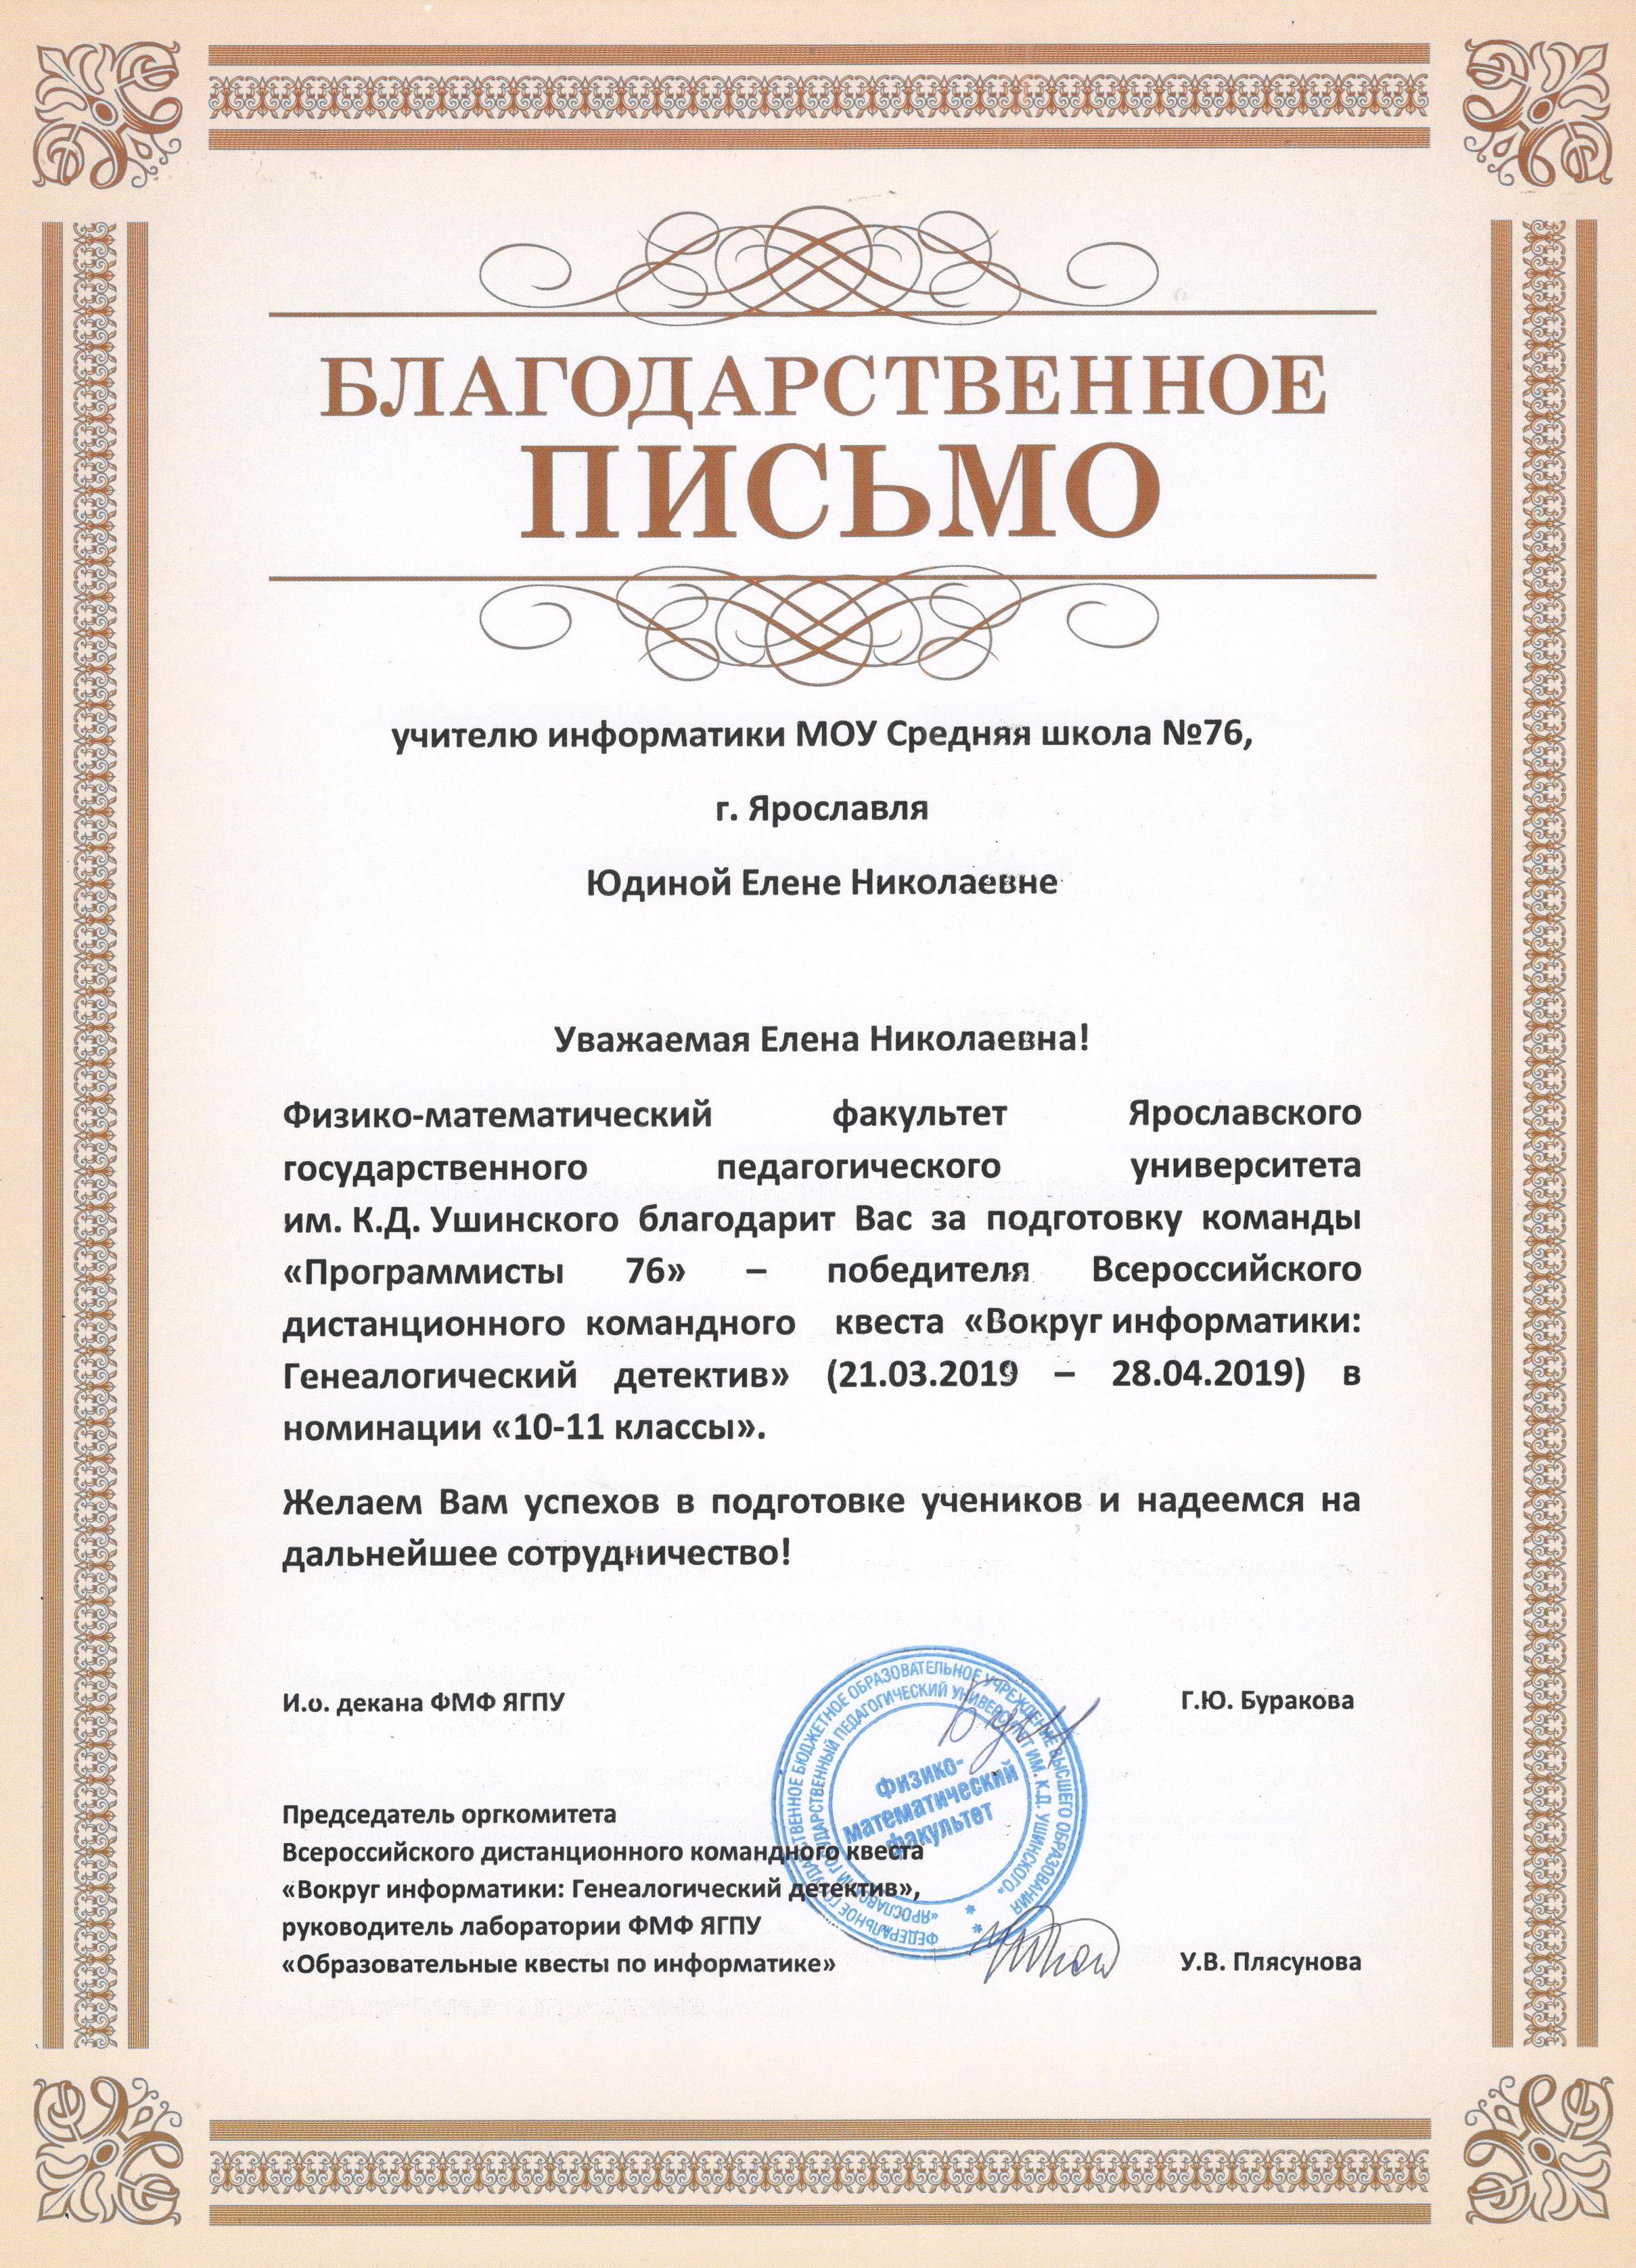 БЛАГОДАРСТВЕННОЕ
ПИСЬМО
учителю информатики МОУ Средняя школа №76,
г. Ярославля
Юдиной Елене Николаевне
Уважаемая Елена Николаевна!
Физико-математический факультет Ярославского
государственного педагогического университета
им. К.Д. Ушинского благодарит Вас за подготовку команды
«Программисты 76» – победителя Всероссийского
дистанционного командного квеста «Вокруг информатики:
Генеалогический детектив» (21.03.2019 – 28.04.2019) в
номинации «10-11 классы».
Желаем Вам успехов в подготовке учеников и надеемся на
дальнейшее сотрудничество!
И.о. декана ФМФ ЯГПУ
Г.Ю. Буракова
ФЕДЕРАЛЬНОЕ ГОСУДАРСТВЕННОЕ БЮДЖЕТНОЕ ОБРАЗОВАТЕЛЬНОЕ УЧРЕЖДЕНИЕ ВЫСШЕГО ОБРАЗОВАНИЯ
«ЯРОСЛАВСКИЙ ГОСУДАРСТВЕННЫЙ ПЕДАГОГИЧЕСКИЙ УНИВЕРСИТЕТ ИМ. К.Д. УШИНСКОГО»
физико-
математический
факультет
Председатель оргкомитета
Всероссийского дистанционного командного квеста
«Вокруг информатики: Генеалогический детектив»,
руководитель лаборатории ФМФ ЯГПУ
«Образовательные квесты по информатике»
У.В. Плясунова